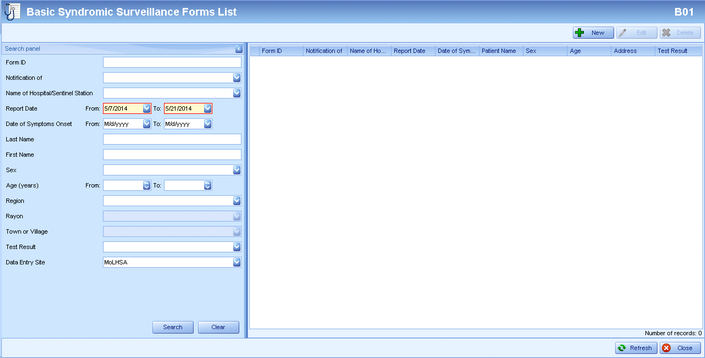 Basic Syndromic Surveillance Forms List B01
New Edit Delete
Search panel
Form ID Notification of Name of Ho... Report Date Date of Sym... Patient Name Sex Age Address Test Result
Form ID
Notification of
Name of Hospital/Sentinel Station
Report Date From: 5/7/2014 To: 5/21/2014
Date of Symptoms Onset From: M/d/yyyy To: M/d/yyyy
Last Name
First Name
Sex
Age (years) From: To:
Region
Rayon
Town or Village
Test Result
Data Entry Site MoLHSA
Search Clear
Number of records: 0
Refresh Close